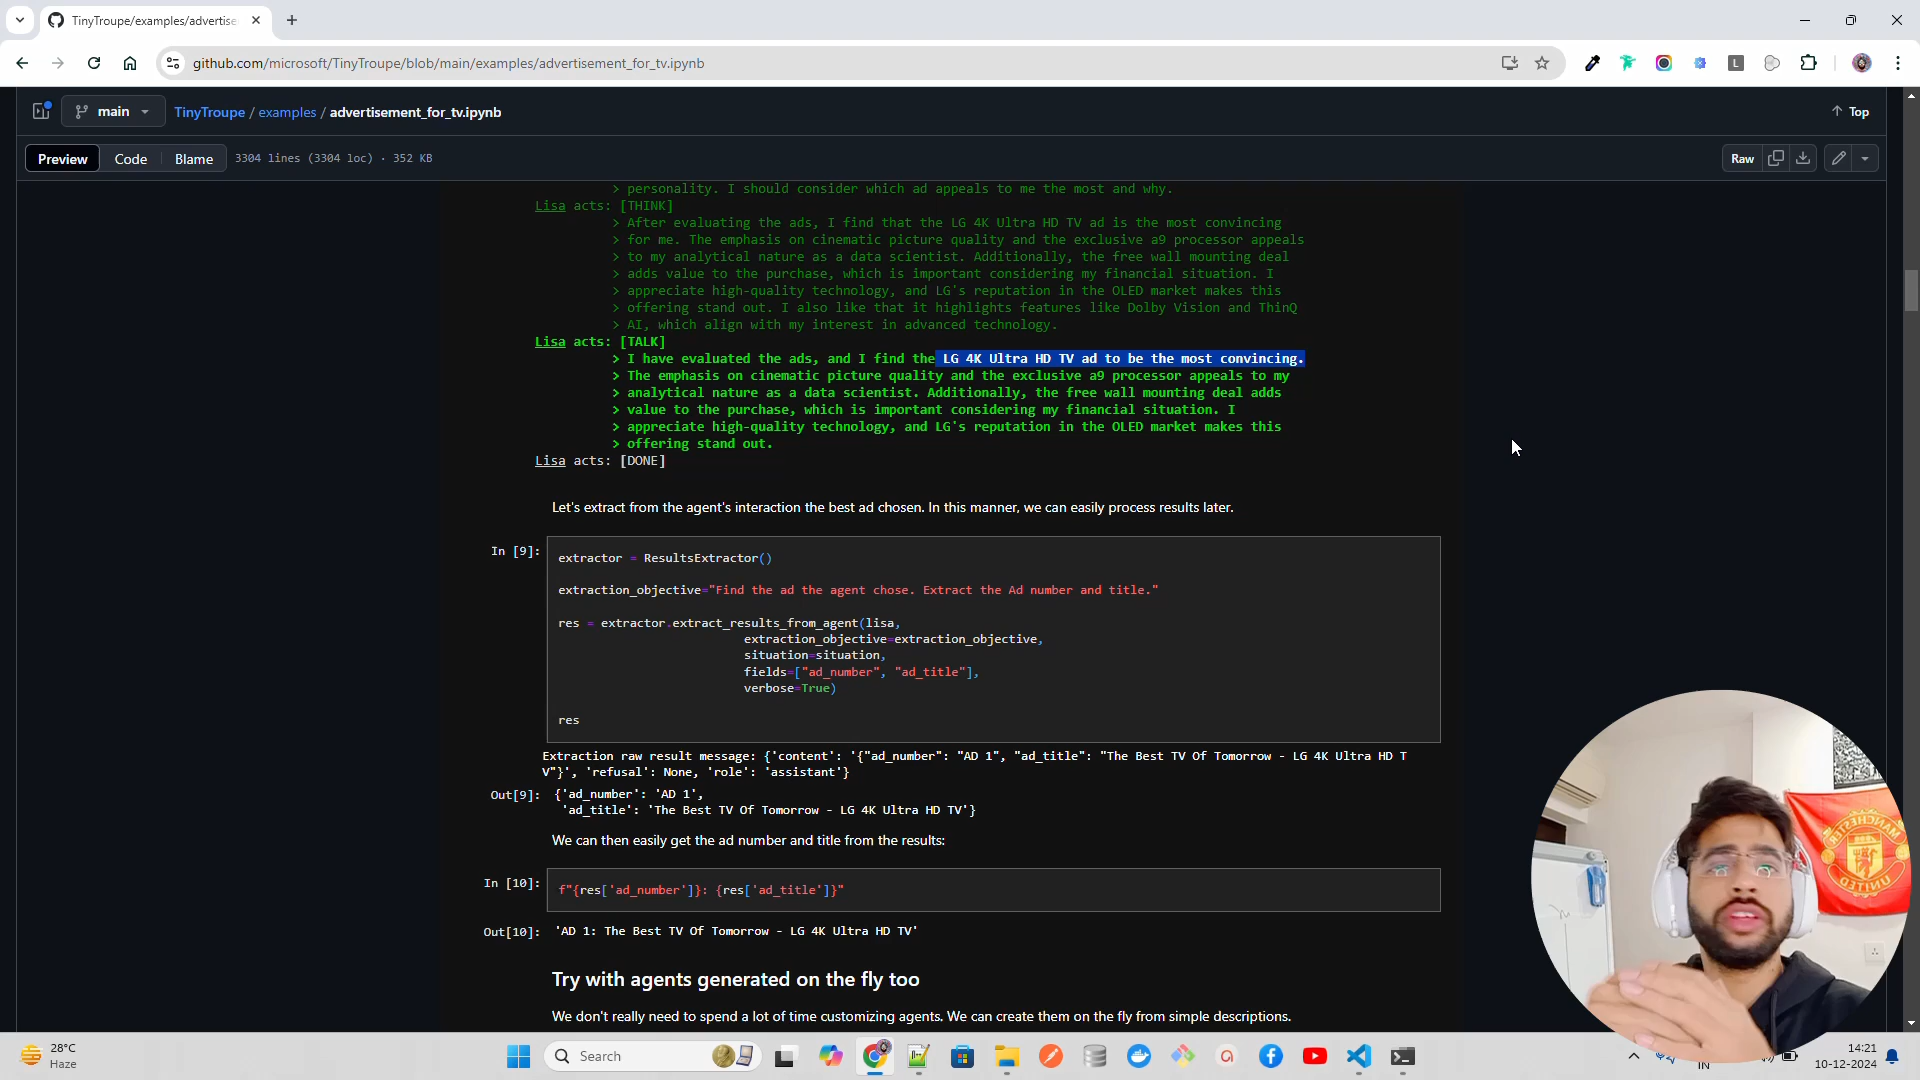 TinyTroupe/examples/advertise
github.com/microsoft/TinyTroupe/blob/main/examples/advertisement_for_tv.ipynb
main
TinyTroupe / examples / advertisement_for_tv.ipynb
Top
Preview Code Blame 3304 lines (3304 loc) · 352 KB
Raw
> personality. I should consider which ad appeals to me the most and why.
Lisa acts: [THINK]
> After evaluating the ads, I find that the LG 4K Ultra HD TV ad is the most convincing
> for me. The emphasis on cinematic picture quality and the exclusive a9 processor appeals
> to my analytical nature as a data scientist. Additionally, the free wall mounting deal
> adds value to the purchase, which is important considering my financial situation. I
> appreciate high-quality technology, and LG's reputation in the OLED market makes this
> offering stand out. I also like that it highlights features like Dolby Vision and ThinQ
> AI, which align with my interest in advanced technology.
Lisa acts: [TALK]
> I have evaluated the ads, and I find the LG 4K Ultra HD TV ad to be the most convincing.
> The emphasis on cinematic picture quality and the exclusive a9 processor appeals to my
> analytical nature as a data scientist. Additionally, the free wall mounting deal adds
> value to the purchase, which is important considering my financial situation. I
> appreciate high-quality technology, and LG's reputation in the OLED market makes this
> offering stand out.
Lisa acts: [DONE]
Let's extract from the agent's interaction the best ad chosen. In this manner, we can easily process results later.
In [9]:
extractor = ResultsExtractor()
extraction_objective="Find the ad the agent chose. Extract the Ad number and title."
res = extractor.extract_results_from_agent(lisa,
extraction_objective=extraction_objective,
situation=situation,
fields=["ad_number", "ad_title"],
verbose=True)
res
Extraction raw result message: {'content': '{"ad_number": "AD 1", "ad_title": "The Best TV Of Tomorrow - LG 4K Ultra HD T
V"}', 'refusal': None, 'role': 'assistant'}
Out[9]: {'ad_number': 'AD 1',
'ad_title': 'The Best TV Of Tomorrow - LG 4K Ultra HD TV'}
We can then easily get the ad number and title from the results:
In [10]: f"{res['ad_number']}: {res['ad_title']}"
Out[10]: 'AD 1: The Best TV Of Tomorrow - LG 4K Ultra HD TV'
Try with agents generated on the fly too
We don't really need to spend a lot of time customizing agents. We can create them on the fly from simple descriptions.
MANCHESTER
UNITED
28°C
Haze
Search
IN
14:21
10-12-2024